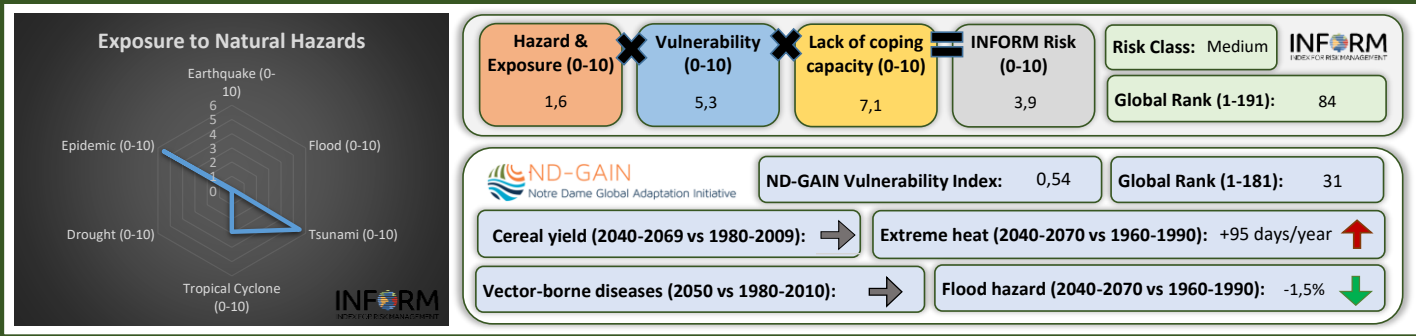 Exposure to Natural Hazards
Earthquake (0-
10)
6
5
4
3
2
1
0
Epidemic (0-10)
Flood (0-10)
Drought (0-10)
Tsunami (0-10)
Tropical Cyclone
(0-10)
INFORM
INDEX FOR RISK MANAGEMENT
Hazard &
Exposure (0-10)
1,6
Vulnerability
(0-10)
5,3
Lack of coping
capacity (0-10)
7,1
INFORM Risk
(0-10)
3,9
Risk Class: Medium
INFORM
INDEX FOR RISK MANAGEMENT
Global Rank (1-191): 84
ND-GAIN
Notre Dame Global Adaptation Initiative
ND-GAIN Vulnerability Index: 0,54
Global Rank (1-181): 31
Cereal yield (2040-2069 vs 1980-2009):
Extreme heat (2040-2070 vs 1960-1990): +95 days/year
Vector-borne diseases (2050 vs 1980-2010):
Flood hazard (2040-2070 vs 1960-1990): -1,5%